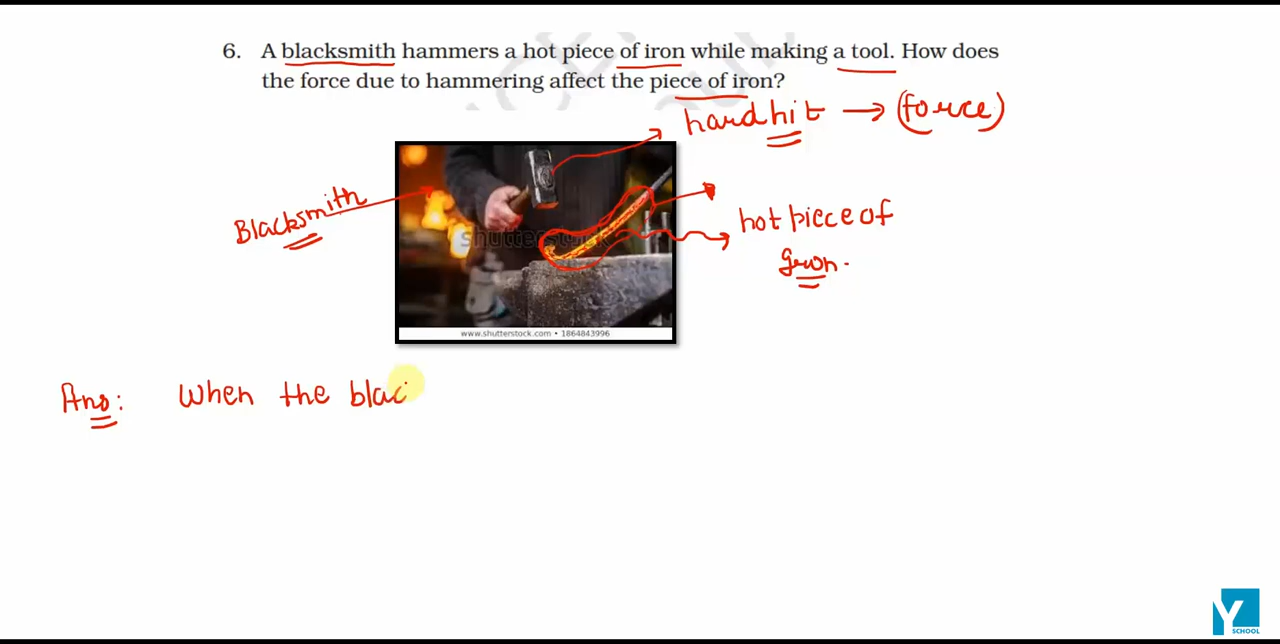 6. A blacksmith hammers a hot piece of iron while making a tool. How does
the force due to hammering affect the piece of iron?
hard hit → (force)
Blacksmith
hot piece of
shutterstock
www.shutterstock.com • 1864843996
Ans: When the blac
Y
SCHOOL